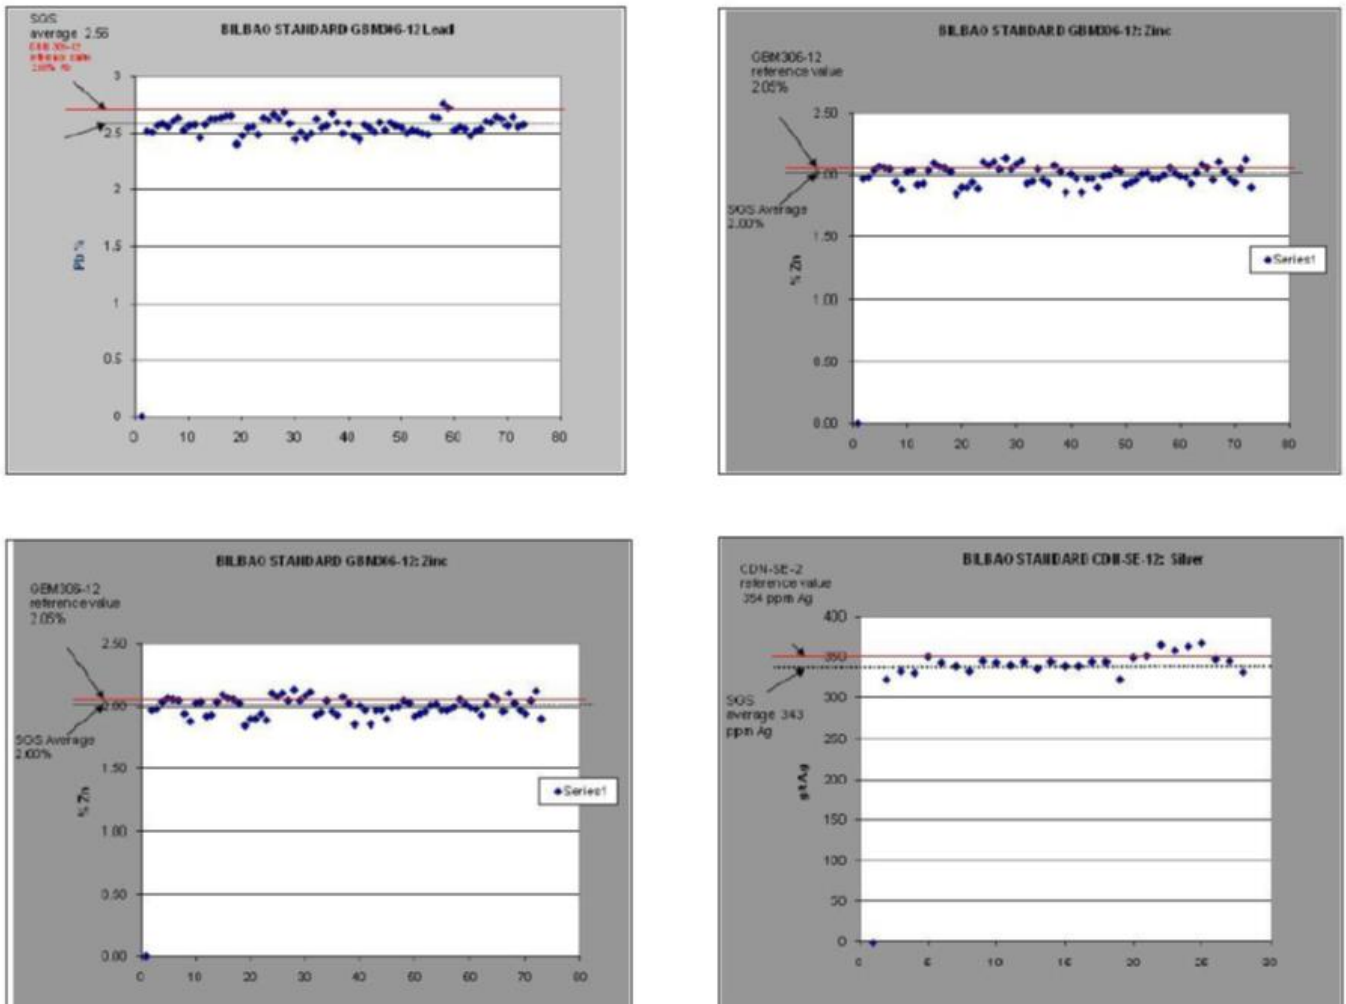 SGS
average 2.56
BILBAO STANDARD GBM306-12 Lead
reference value
3
2.5
2
1.5
1
0.5
0
Pb %
0 10 20 30 40 50 60 70 80
BILBAO STANDARD GBM306-12: Zinc
GBM306-12
reference value
2.05%
SGS Average
2.00%
2.50
2.00
1.50
1.00
0.50
0.00
% Zn
Series1
0 10 20 30 40 50 60 70 80
BILBAO STANDARD GBM306-12: Zinc
GBM306-12
reference value
2.05%
SGS Average
2.00%
2.50
2.00
1.50
1.00
0.50
0.00
% Zn
Series1
0 10 20 30 40 50 60 70 80
BILBAO STANDARD CDN-SE-12: Silver
CDN-SE-2
reference value
354 ppm Ag
SGS
average 343
ppm Ag
400
350
300
250
200
150
100
50
0
0 5 10 15 20 25 30